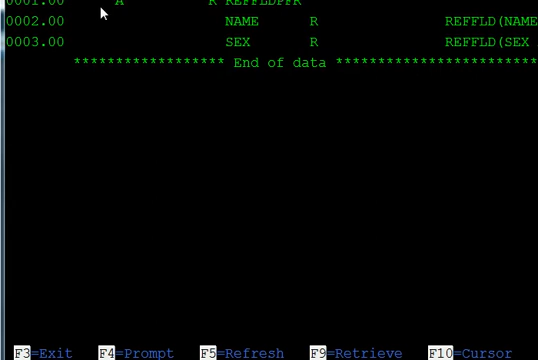 0001.00 A R REFFLDPFR
0002.00 NAME R REFFLD(NAME
0003.00 SEX R REFFLD(SEX
****************** End of data ************************
F3=Exit F4=Prompt F5=Refresh F9=Retrieve F10=Cursor